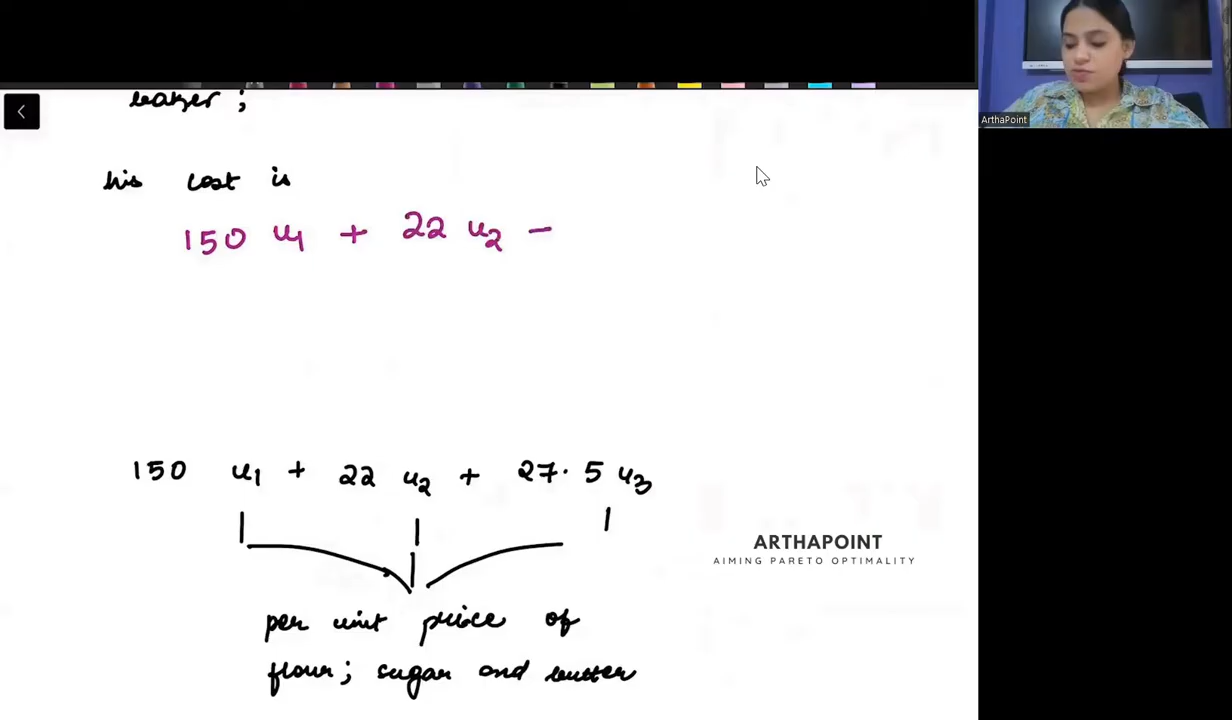 baker;
his cost is
150 u1 + 22 u2 -
150 u1 + 22 u2 + 27.5 u3
per unit price of
flour; sugar and butter
ARTHAPOINT
AIMING PARETO OPTIMALITY
ArthaPoint